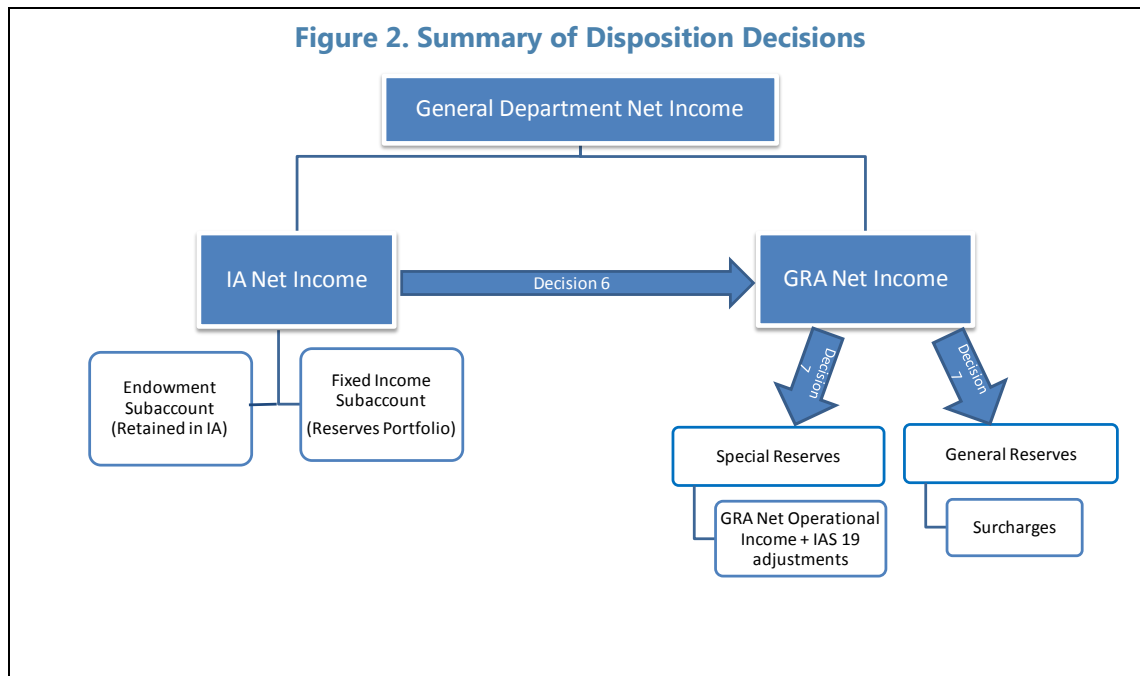 Figure 2. Summary of Disposition Decisions
General Department Net Income
IA Net Income
Decision 6
GRA Net Income
Decision
7
Decision
7
Endowment
Subaccount
(Retained in IA)
Fixed Income
Subaccount
(Reserves Portfolio)
Special Reserves
General Reserves
GRA Net Operational
Income + IAS 19
adjustments
Surcharges